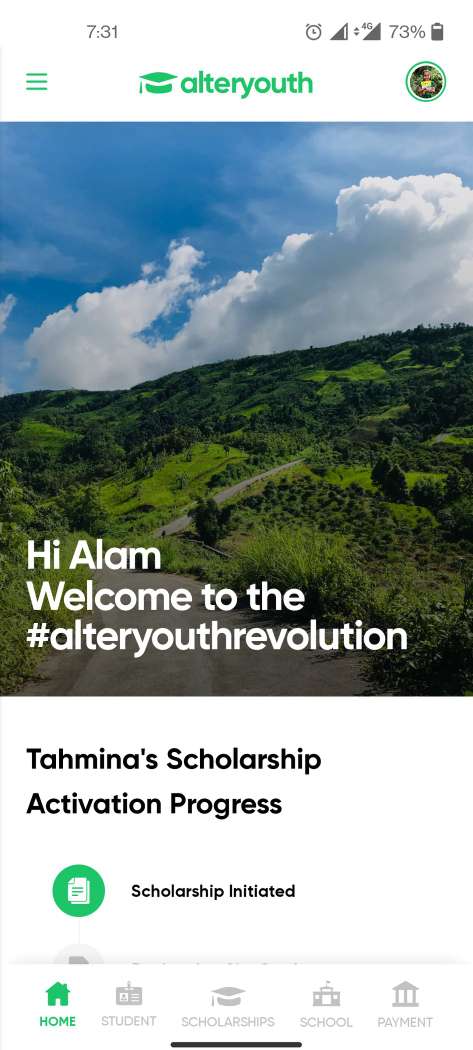 7:31
4G 73%
alteryouth
Hi Alam
Welcome to the
#alteryouthrevolution
Tahmina's Scholarship
Activation Progress
Scholarship Initiated
HOME STUDENT SCHOLARSHIPS SCHOOL PAYMENT